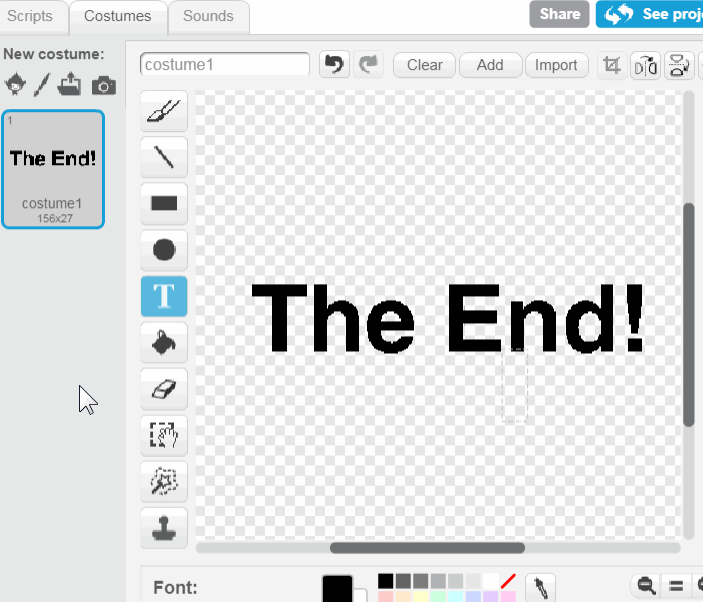 Scripts Costumes Sounds Share See proj
New costume:
costume1 Clear Add Import
1
The End!
costume1
156x27
T
The End!
Font: